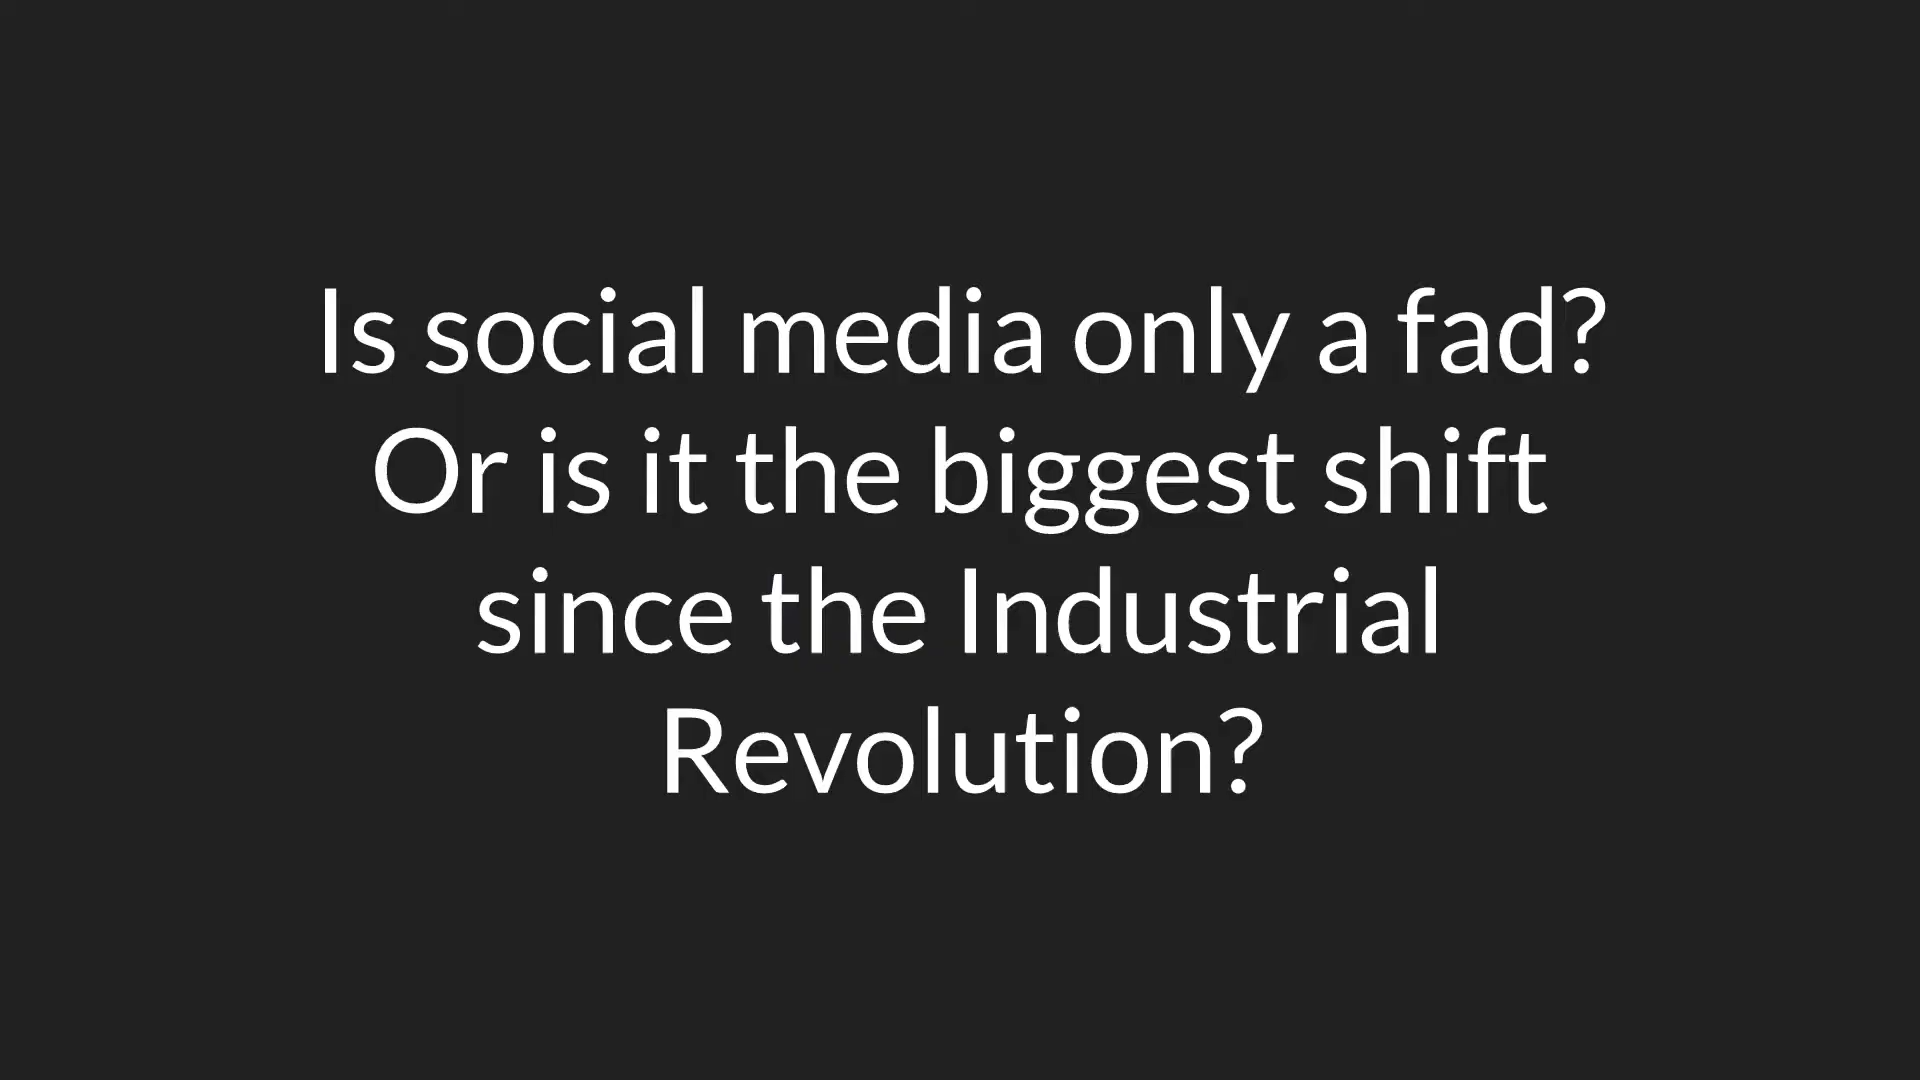 Is social media only a fad?
Or is it the biggest shift
since the Industrial
Revolution?